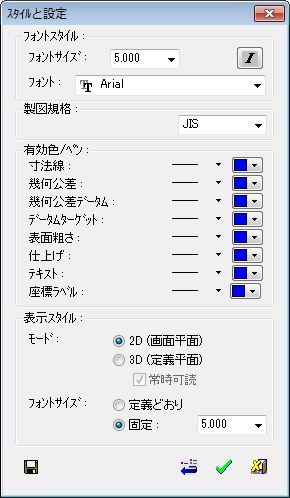 ｽﾀｲﾙと設定
フォントスタイル :
フォントサイズ : 5.000 I
フォント : Arial
製図規格 :
JIS
有効色/ペン :
寸法線 :
幾何公差 :
幾何公差データム :
データムターゲット :
表面粗さ :
仕上げ :
テキスト :
座標ラベル :
表示スタイル :
モード : 2D (画面平面)
3D (定義平面)
常時可読
フォントサイズ : 定義どおり
固定 : 5.000